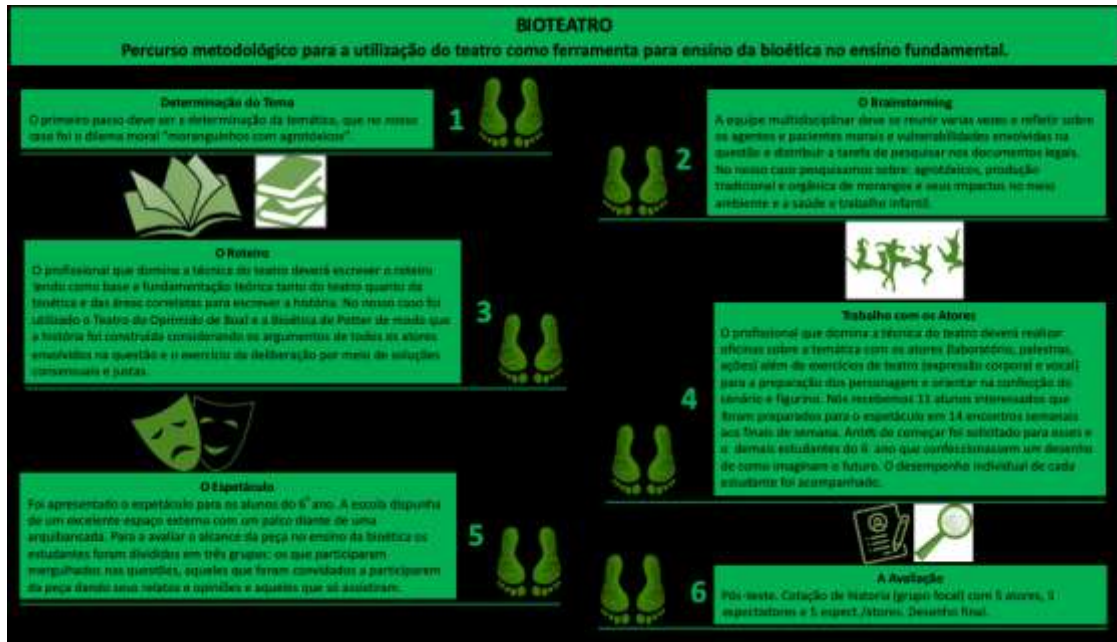 BIOTEATRO
Percurso metodológico para a utilização do teatro como ferramenta para ensino da bioética no ensino fundamental.
1
Determinação do Tema
O primeiro passo deve ser a determinação da temática, que no nosso
caso foi o dilema moral "moranguinhos com agrotóxicos"
2
O Brainstorming
A equipe multidisciplinar deve se reunir varias vezes e refletir sobre
os agentes e pacientes morais e vulnerabilidades envolvidas na
questão e distribuir a tarefa de pesquisar nos documentos legais.
No nosso caso pesquisamos sobre: agrotóxicos, produção
tradicional e orgânica de morangos e seus impactos no meio
ambiente e a saúde e trabalho infantil.
3
O Roteiro
O profissional que domina a técnica do teatro deverá escrever o roteiro
tendo como base a fundamentação teórica tanto do teatro quanto da
bioética e das áreas correlatas para escrever a história. No nosso caso foi
utilizado o Teatro do Oprimido de Boal e a Bioética de Potter de modo que
a história foi construída considerando os argumentos de todos os atores
envolvidos na questão e o exercício da deliberação por meio de soluções
consensuais e justas.
4
Trabalho com os Atores
O profissional que domina a técnica do teatro deverá realizar
oficinas sobre a temática com os atores (laboratório, palestras,
ações) além de exercícios de teatro (expressão corporal e vocal)
para a preparação dos personagem e orientar na confecção do
cenário e figurino. Nós recebemos 11 alunos interessados que
foram preparados para o espetáculo em 14 encontros semanais
aos finais de semana. Antes de começar foi solicitado para esses e
o demais estudantes do 6 ano que confeccionassem um desenho
de como imaginam o futuro. O desempenho individual de cada
estudante foi acompanhado.
5
O Espetáculo
Foi apresentado o espetáculo para os alunos do 6º ano. A escola dispunha
de um excelente espaço externo com um palco diante de uma
arquibancada. Para a avaliar o alcance da peça no ensino da bioética os
estudantes foram divididos em três grupos: os que participarem
mergulhados nas questões, aqueles que foram convidados a participarem
da peça dando seus relatos e opiniões e aqueles que só assistiram.
6
A Avaliação
Pós-teste. Cotação de historia (grupo focal) com 5 atores, 5
expectadores e 5 espect./atores. Desenho final.